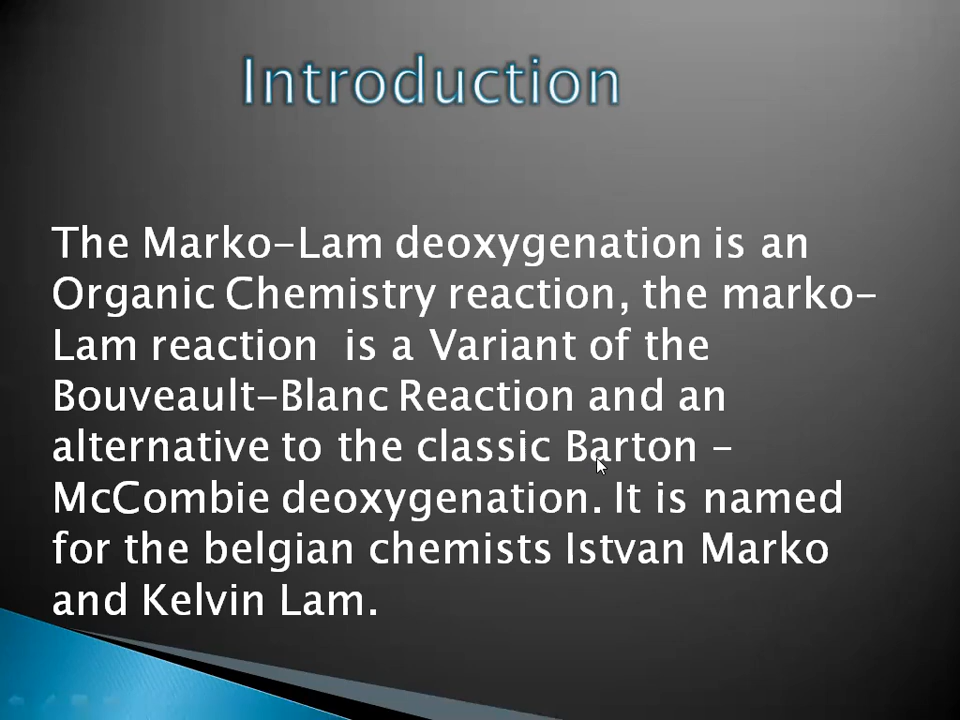 Introduction
The Marko-Lam deoxygenation is an
Organic Chemistry reaction, the marko-
Lam reaction  is a Variant of the
Bouveault-Blanc Reaction and an
alternative to the classic Barton -
McCombie deoxygenation. It is named
for the belgian chemists Istvan Marko
and Kelvin Lam.